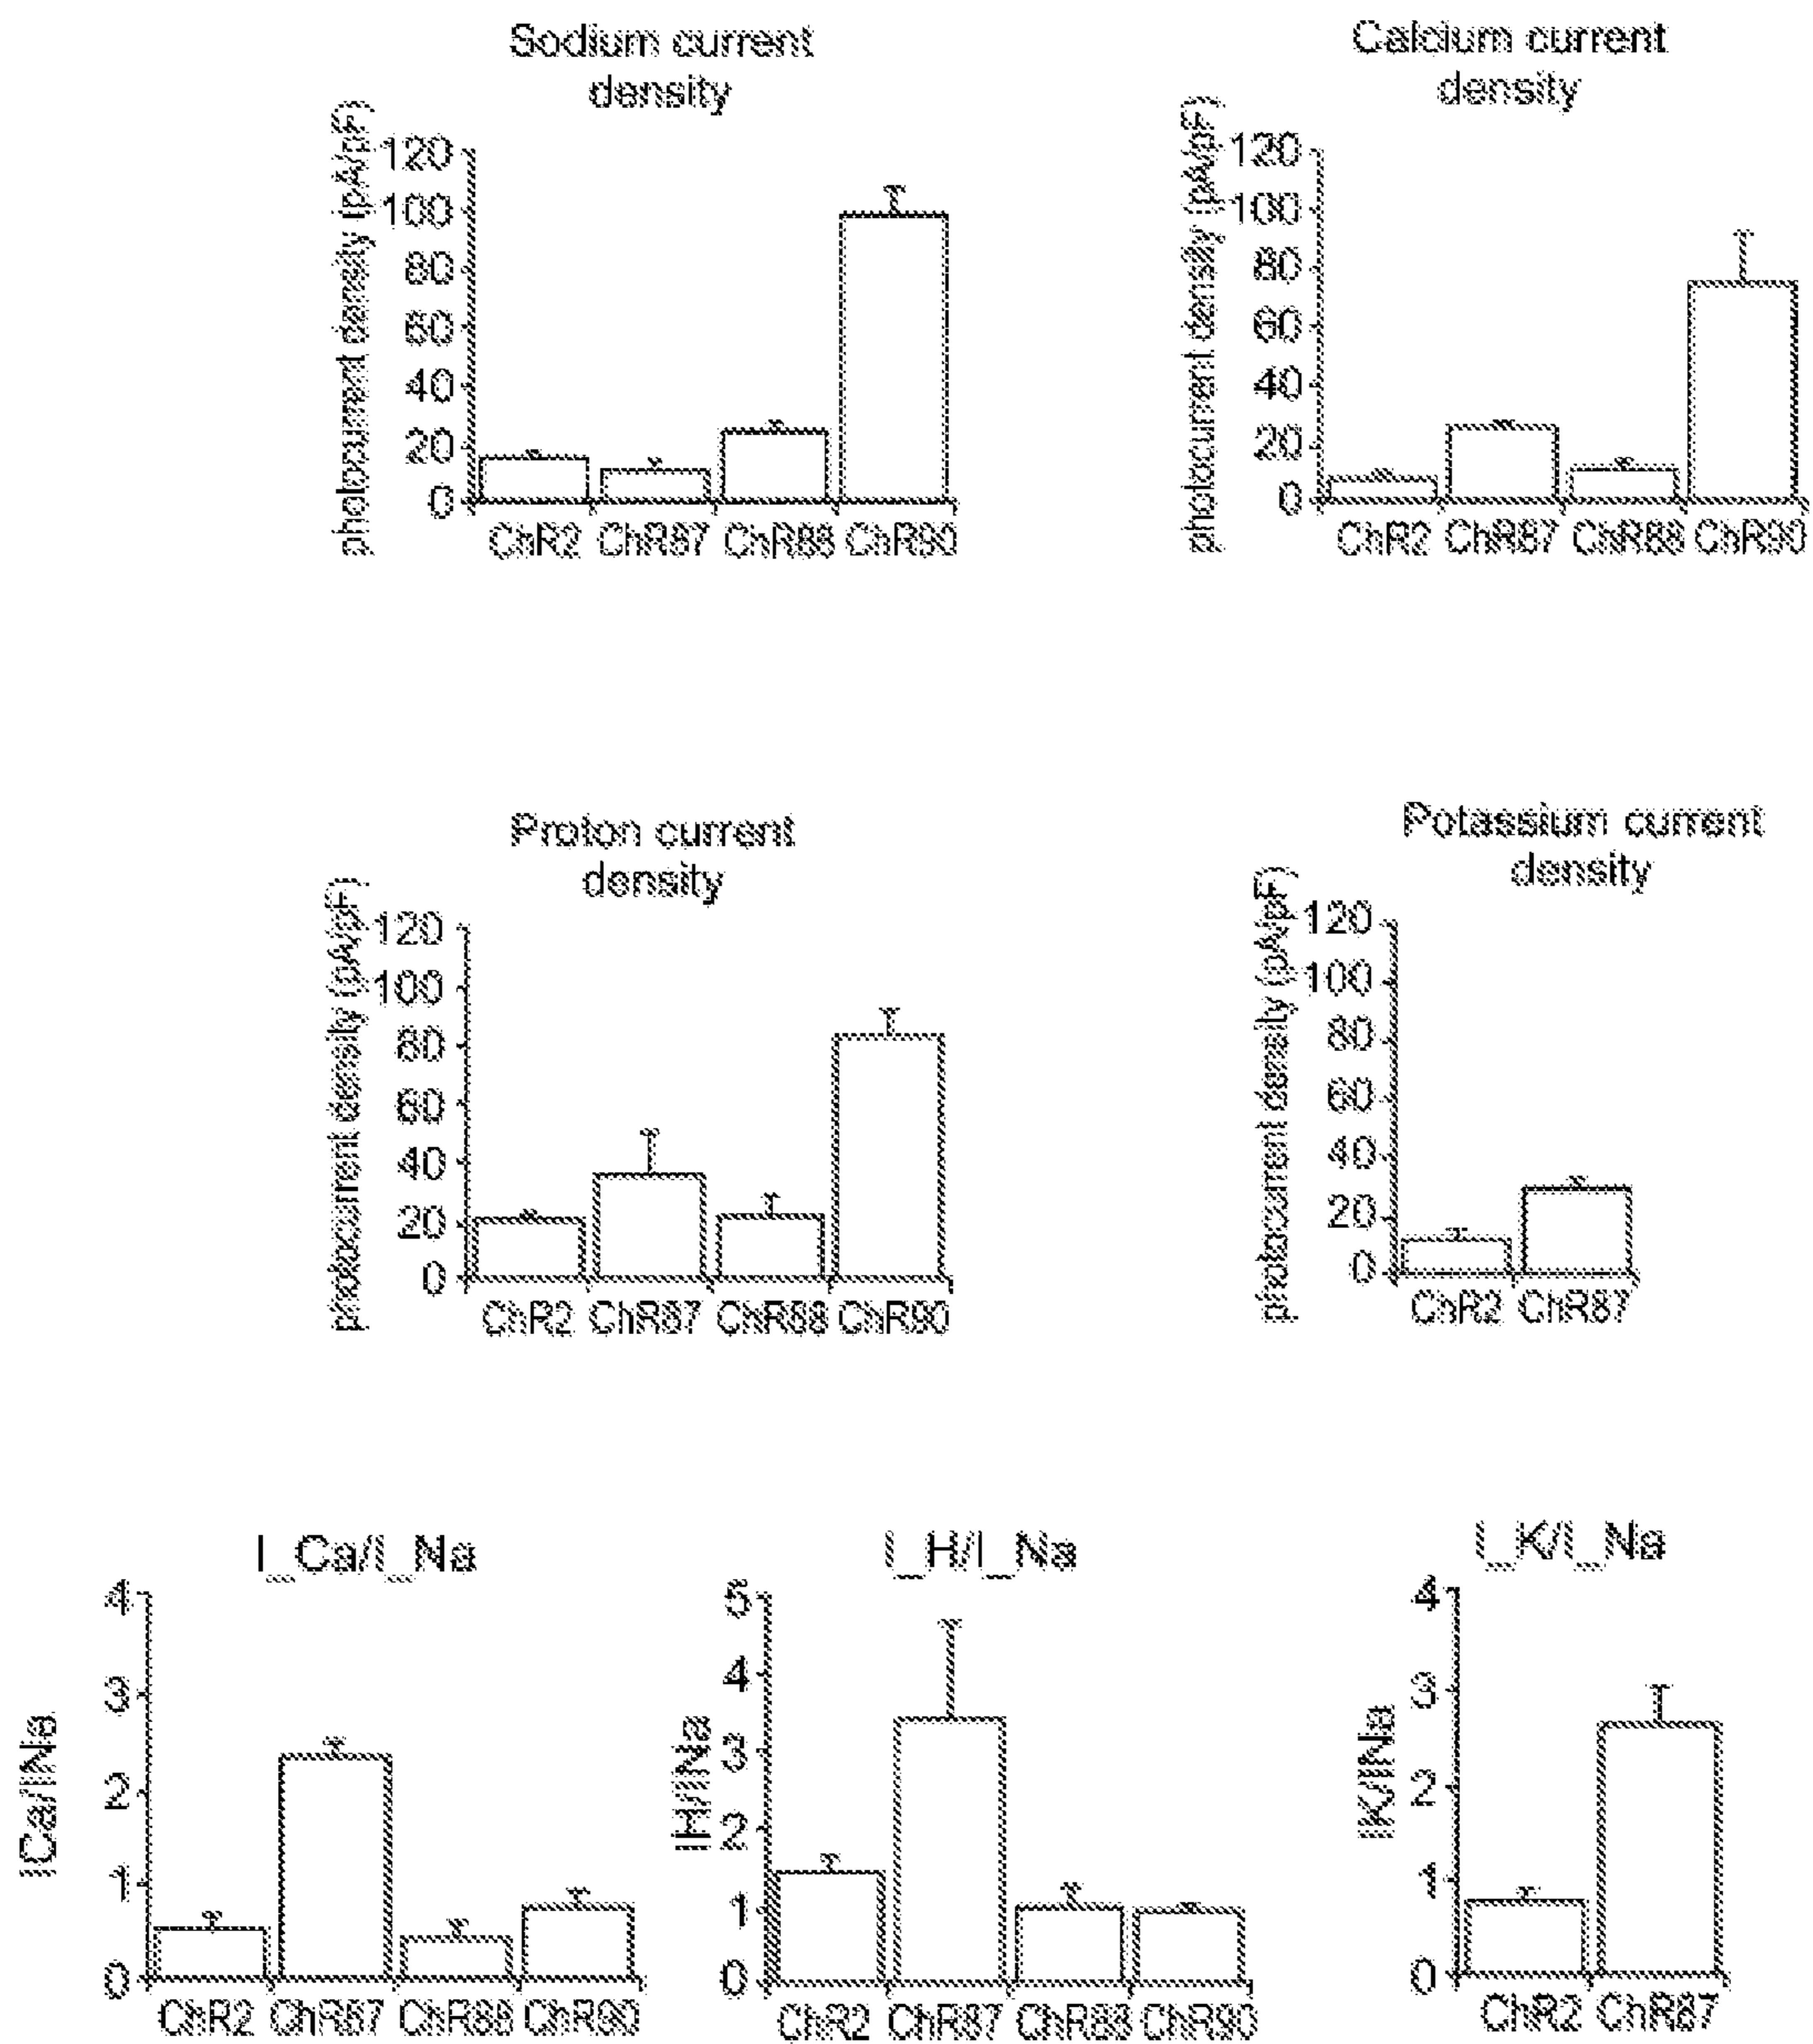 Sodium current
density
photocurrent density (pA/pF)
120
100
80
60
40
20
0
ChR2 ChR87 ChR88 ChR90
Calcium current
density
photocurrent density (pA/pF)
120
100
80
60
40
20
0
ChR2 ChR87 ChR88 ChR90
Proton current
density
photocurrent density (pA/pF)
120
100
80
60
40
20
0
ChR2 ChR87 ChR88 ChR90
Potassium current
density
photocurrent density (pA/pF)
120
100
80
60
40
20
0
ChR2 ChR87
I_Ca/I_Na
ICa/INa
4
3
2
1
0
ChR2 ChR87 ChR88 ChR90
I_H/I_Na
IH/INa
5
4
3
2
1
0
ChR2 ChR87 ChR88 ChR90
I_K/I_Na
IK/INa
4
3
2
1
0
ChR2 ChR87